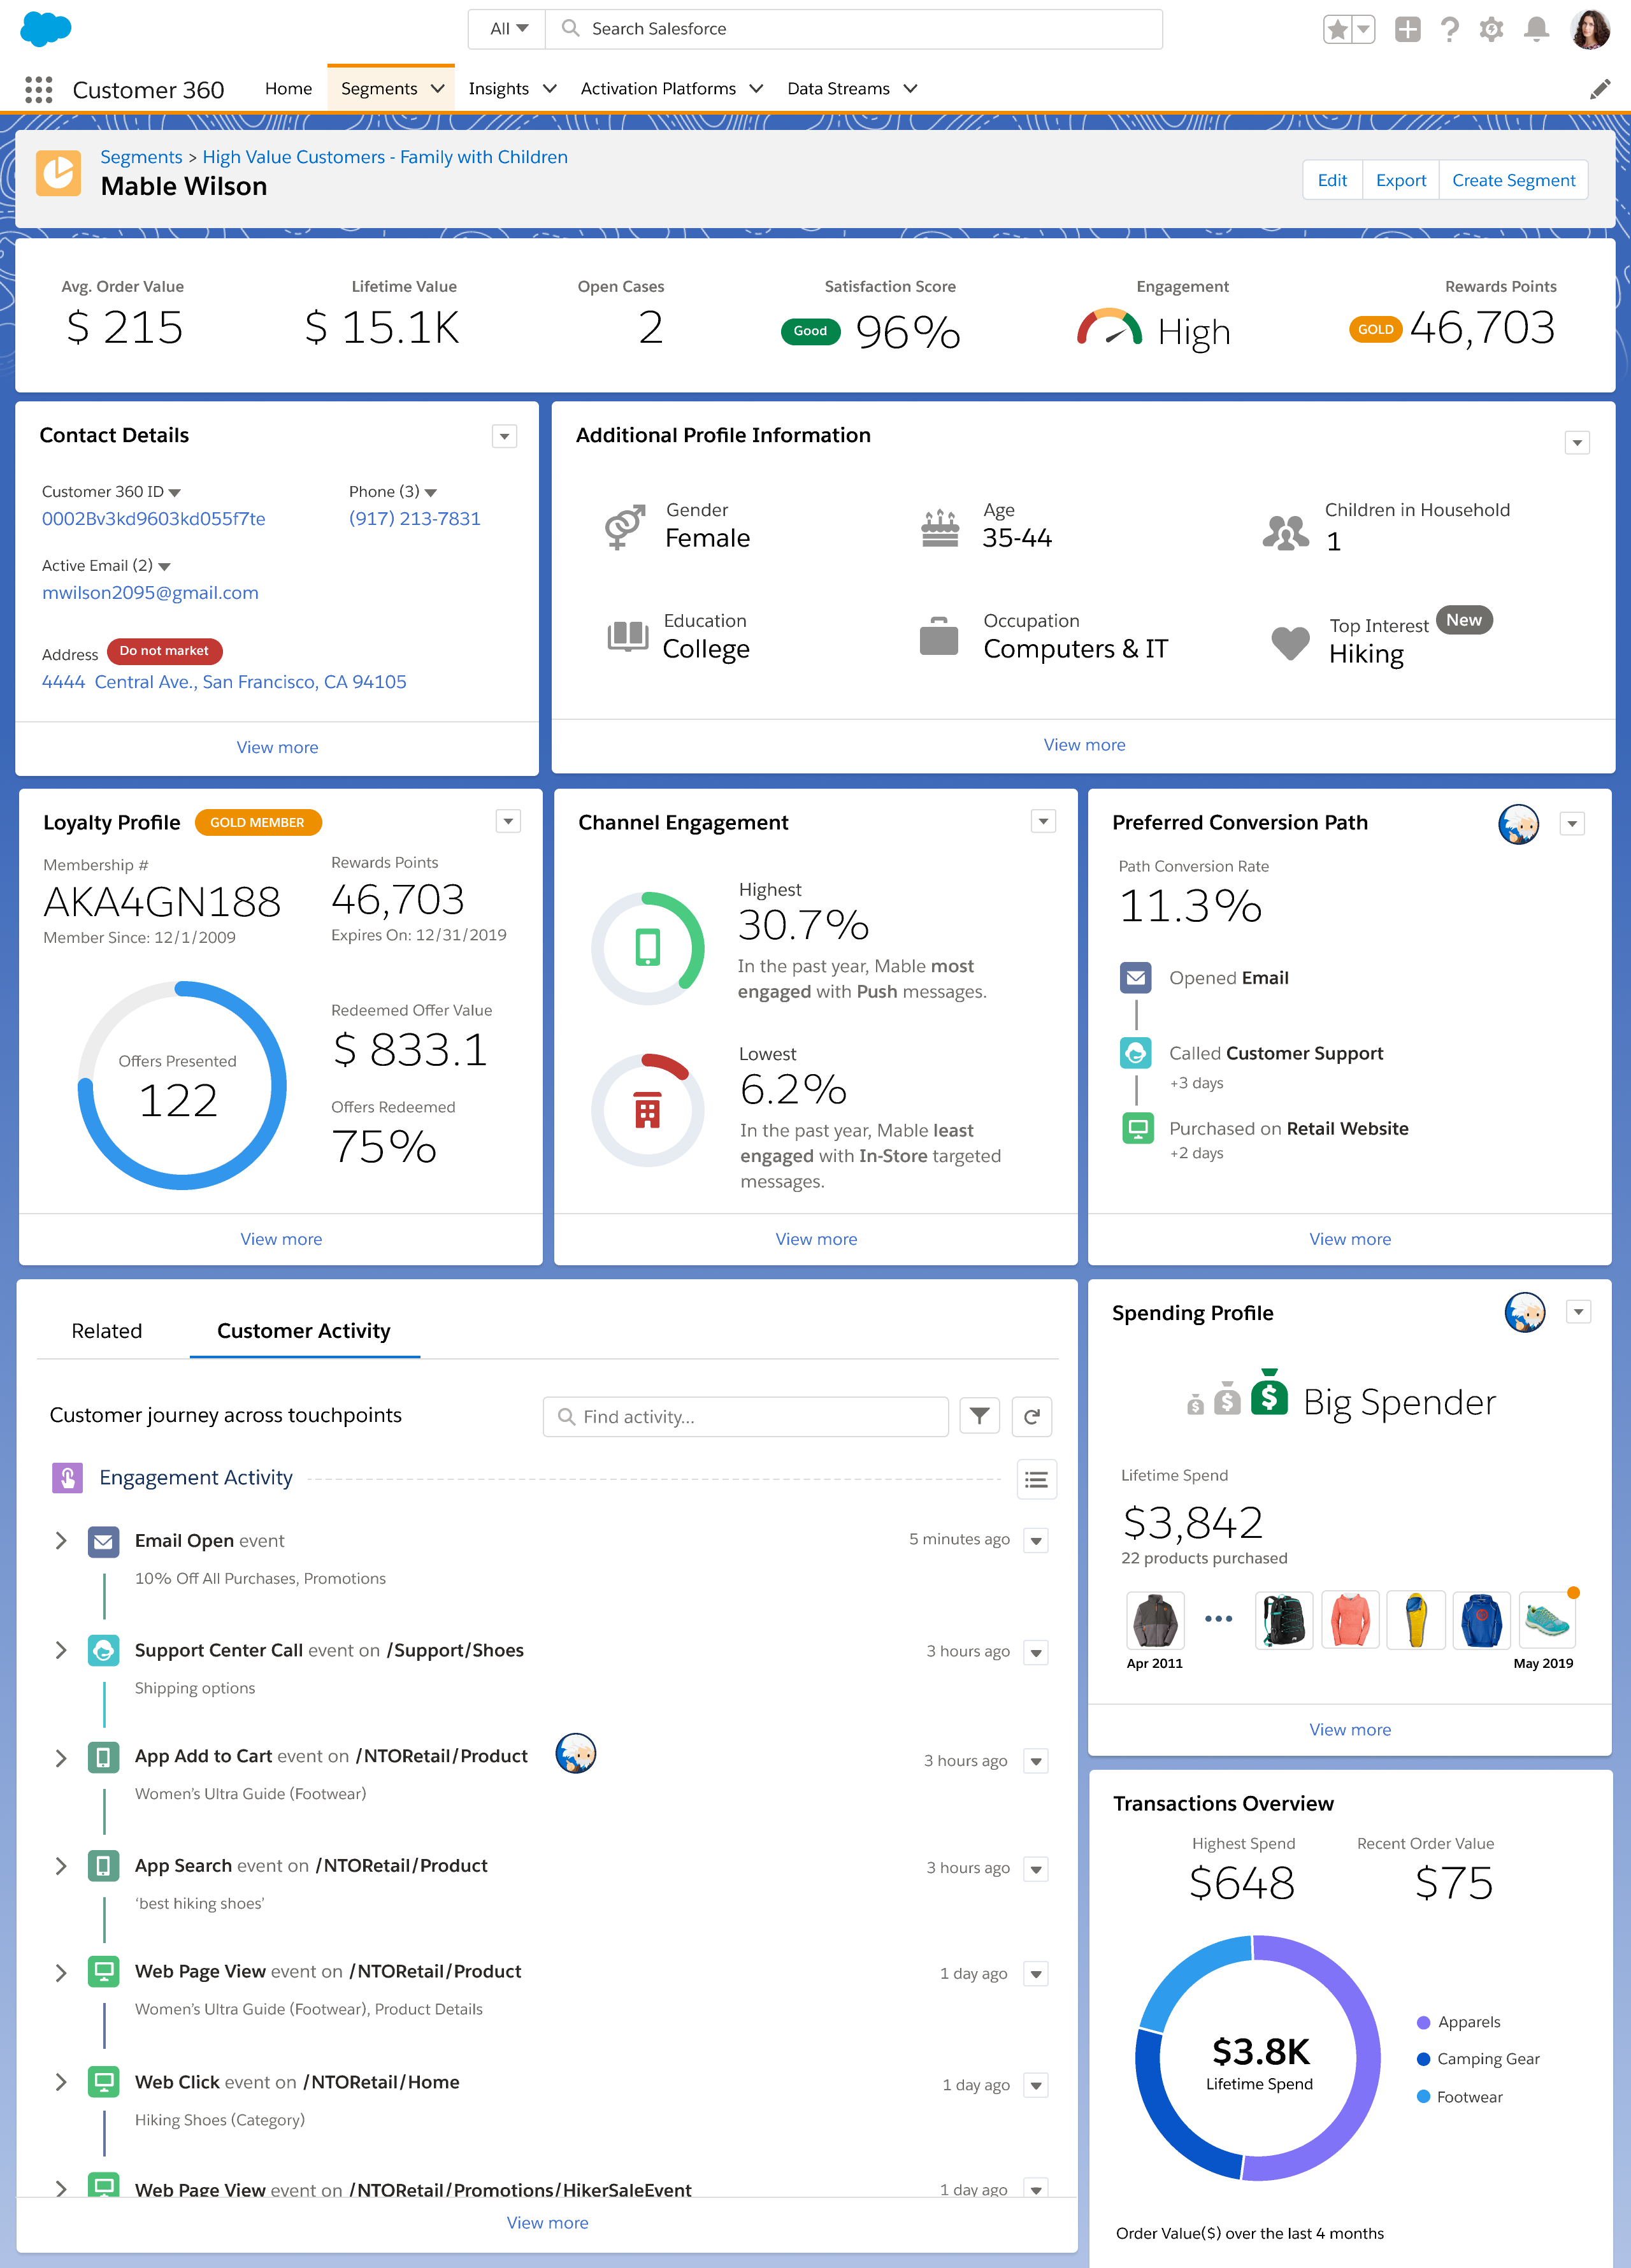 All
Search Salesforce
Customer 360
Home
Segments
Insights
Activation Platforms
Data Streams
Segments > High Value Customers - Family with Children
Mable Wilson
Edit
Export
Create Segment
Avg. Order Value
$ 215
Lifetime Value
$ 15.1K
Open Cases
2
Satisfaction Score
Good 96%
Engagement
High
Rewards Points
GOLD 46,703
Contact Details
Customer 360 ID
0002Bv3kd9603kd055f7te
Phone (3)
(917) 213-7831
Active Email (2)
mwilson2095@gmail.com
Address Do not market
4444 Central Ave., San Francisco, CA 94105
View more
Additional Profile Information
Gender
Female
Age
35-44
Children in Household
1
Education
College
Occupation
Computers & IT
Top Interest New
Hiking
View more
Loyalty Profile GOLD MEMBER
Membership #
AKA4GN188
Member Since: 12/1/2009
Rewards Points
46,703
Expires On: 12/31/2019
Offers Presented
122
Redeemed Offer Value
$ 833.1
Offers Redeemed
75%
View more
Channel Engagement
Highest
30.7%
In the past year, Mable most
engaged with Push messages.
Lowest
6.2%
In the past year, Mable least
engaged with In-Store targeted
messages.
View more
Preferred Conversion Path
Path Conversion Rate
11.3%
Opened Email
Called Customer Support
+3 days
Purchased on Retail Website
+2 days
View more
Related
Customer Activity
Customer journey across touchpoints
Find activity...
Engagement Activity
Email Open event
5 minutes ago
10% Off All Purchases, Promotions
Support Center Call event on /Support/Shoes
3 hours ago
Shipping options
App Add to Cart event on /NTORetail/Product
3 hours ago
Women's Ultra Guide (Footwear)
App Search event on /NTORetail/Product
3 hours ago
‘best hiking shoes’
Web Page View event on /NTORetail/Product
1 day ago
Women's Ultra Guide (Footwear), Product Details
Web Click event on /NTORetail/Home
1 day ago
Hiking Shoes (Category)
Web Page View event on /NTORetail/Promotions/HikerSaleEvent
1 day ago
View more
Spending Profile
Big Spender
Lifetime Spend
$3,842
22 products purchased
Apr 2011
May 2019
View more
Transactions Overview
Highest Spend
$648
Recent Order Value
$75
$3.8K
Lifetime Spend
Apparels
Camping Gear
Footwear
Order Value($) over the last 4 months